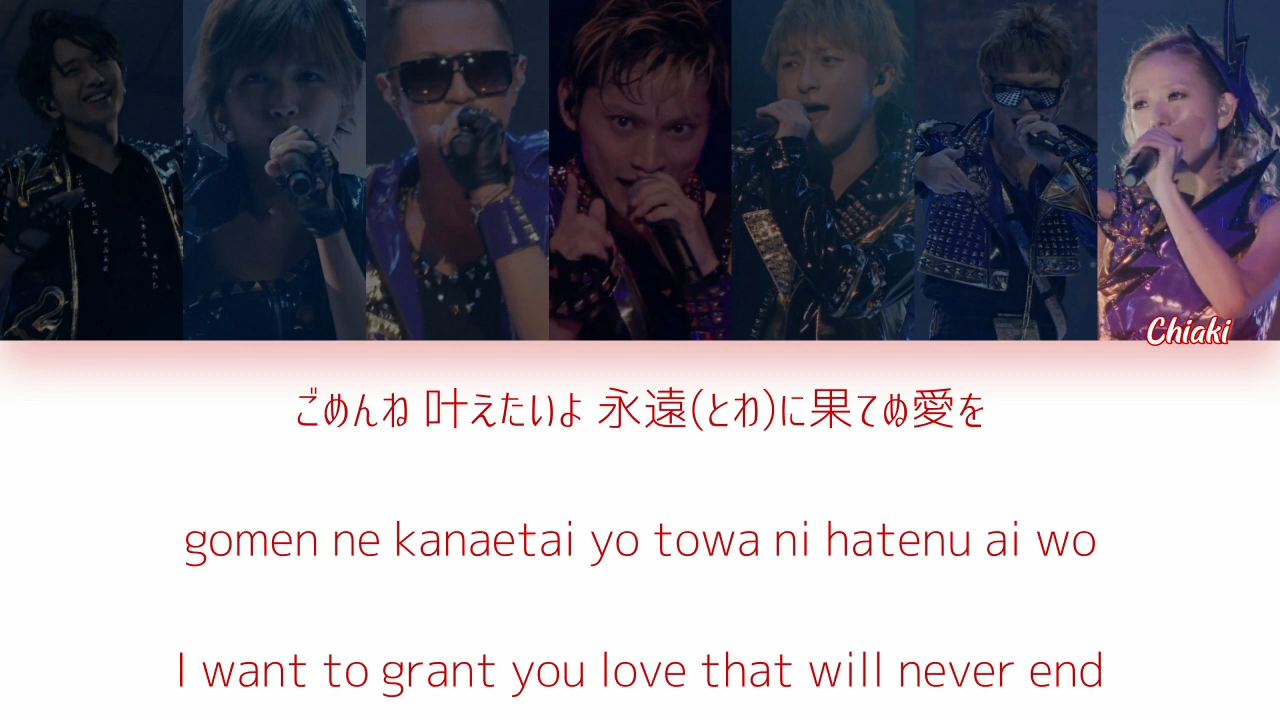 Chiaki
ごめんね 叶えたいよ 永遠(とわ)に果てぬ愛を
gomen ne kanaetai yo towa ni hatenu ai wo
I want to grant you love that will never end